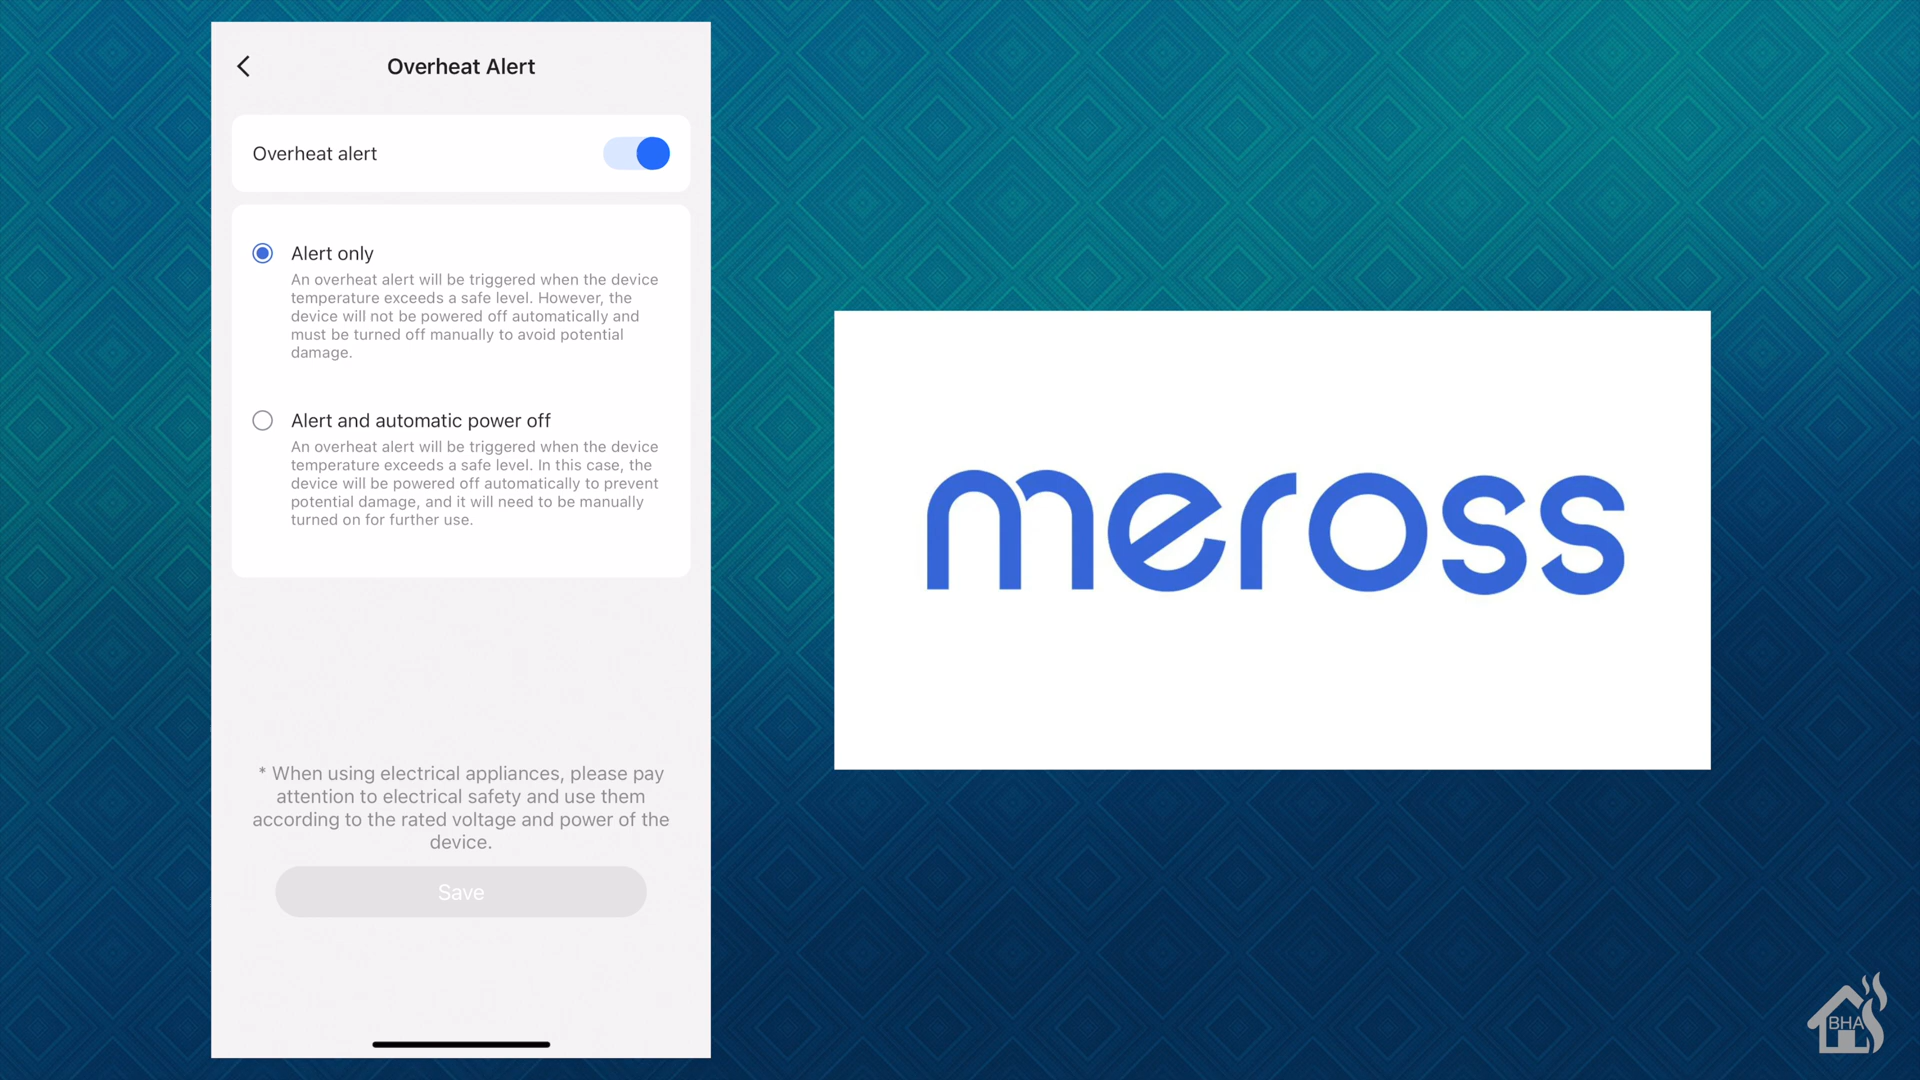 Overheat Alert
Overheat alert
Alert only
An overheat alert will be triggered when the device
temperature exceeds a safe level. However, the
device will not be powered off automatically and
must be turned off manually to avoid potential
damage.
Alert and automatic power off
An overheat alert will be triggered when the device
temperature exceeds a safe level. In this case, the
device will be powered off automatically to prevent
potential damage, and it will need to be manually
turned on for further use.
* When using electrical appliances, please pay
attention to electrical safety and use them
according to the rated voltage and power of the
device.
Save
meross
BHA